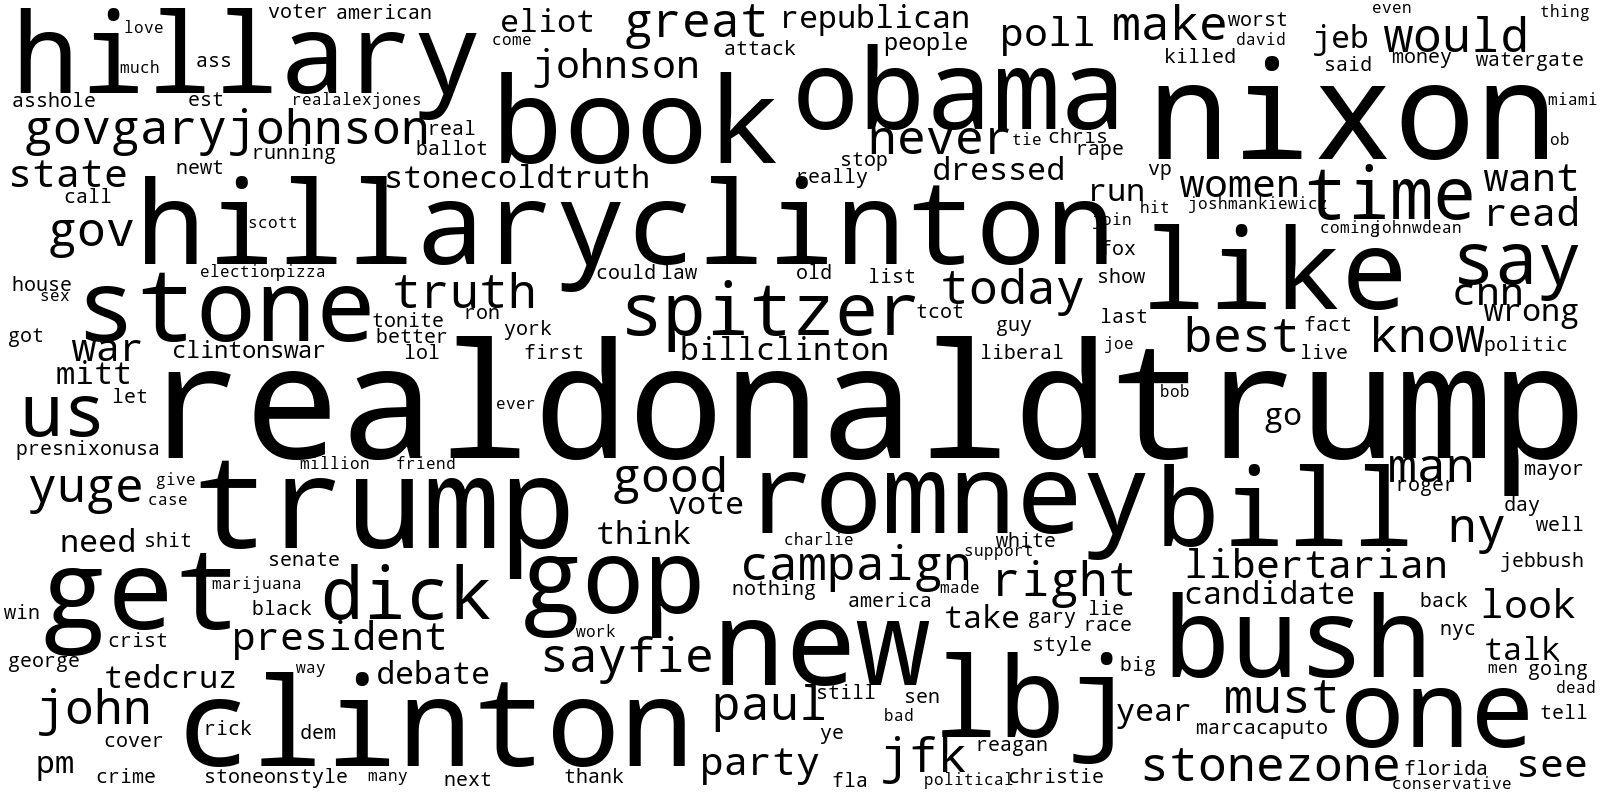 hillary
love
voter
american
much
ass
eliot
come
great
republican
attack
people
poll
make
worst
david
jeb
would
even
thing
johnson
killed
said
money
watergate
asshole
est
realalexjones
book
obama
nixon
miami
govgaryjohnson
real
ballot
running
never
tie
chris
rape
ob
state
newt
stonecoldtruth
stop
really
dressed
vp
women
time
want
call
run
hit
joshmankiewicz
read
gov
scott
hillaryclinton
join
fox
coming
johnwdean
like
say
house
sex
election
pizza
could
law
old
list
show
cnn
stone
truth
ron
tonite
better
york
spitzer
today
tcot
guy
last
wrong
got
war
clintonswar
lol
first
billclinton
liberal
joe
best
fact
live
know
politic
mitt
us
let
realdonaldtrump
ever
bob
go
presnixonusa
million
friend
man
mayor
yuge
give
case
trump
good
vote
romney
bill
roger
day
ny
well
need
shit
think
charlie
white
support
senate
campaign
libertarian
jebbush
get
marijuana
black
dick
gop
nothing
made
right
candidate
win
america
take
gary
lie
race
back
look
crist
president
work
new
style
bush
nyc
talk
george
way
debate
sayfie
big
men
going
tedcruz
still
sen
lbj
must
one
dead
john
clinton
paul
bad
year
marcacaputo
tell
cover
rick
dem
ye
jfk
reagan
pm
crime
stoneonstyle
many
next
thank
party
fla
political
christie
stonezone
florida
conservative
see